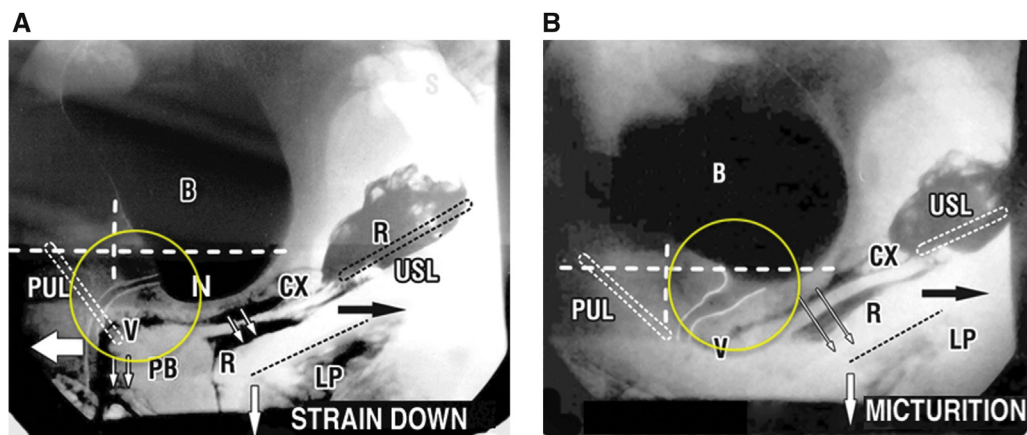 A
S
B
R
USL
PUL
N
CX
V
PB
R
LP
STRAIN DOWN
B
B
USL
CX
PUL
R
V
LP
MICTURITION